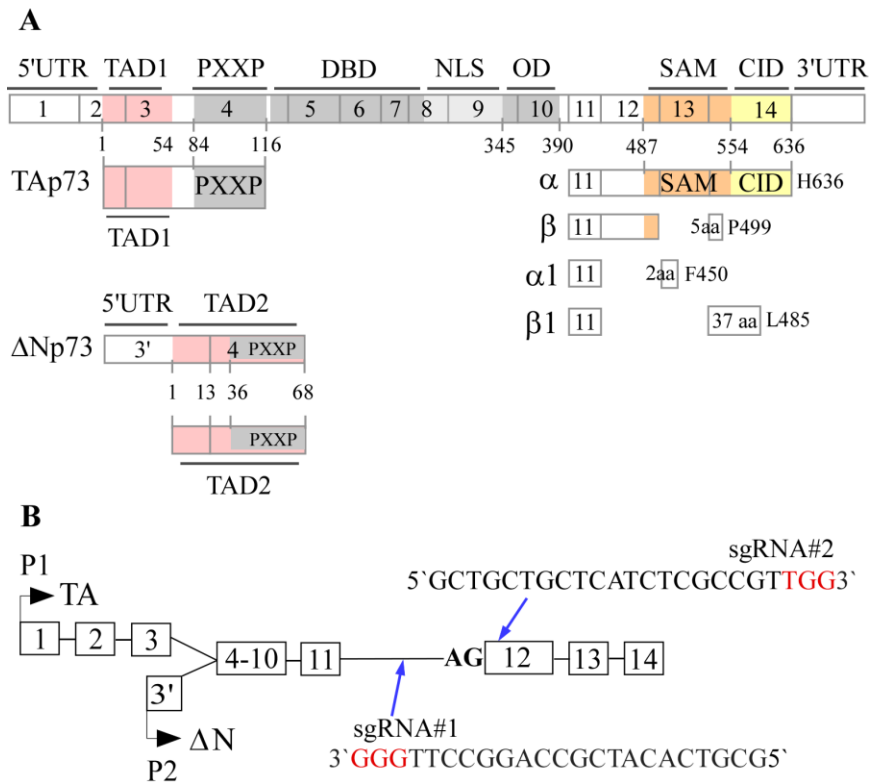 A
5'UTR TAD1 PXXP DBD NLS OD SAM CID 3'UTR
1 2 3 4 5 6 7 8 9 10 11 12 13 14
1 54 84 116 345 390 487 554 636
TAp73 PXXP α 11 SAM CID H636
TAD1
β 11 5aa P499
α1 11 2aa F450
β1 11 37 aa L485
5'UTR TAD2
ΔNp73 3' 4 PXXP
1 13 36 68
PXXP
TAD2
B
sgRNA#2
5`GCTGCTGCTCATCTCGCCGTTGG3`
P1
TA
1 2 3 4-10 11 AG 12 13 14
3'
ΔN
P2
sgRNA#1
3`GGGTTCCGGACCGCTACACTGCG5`